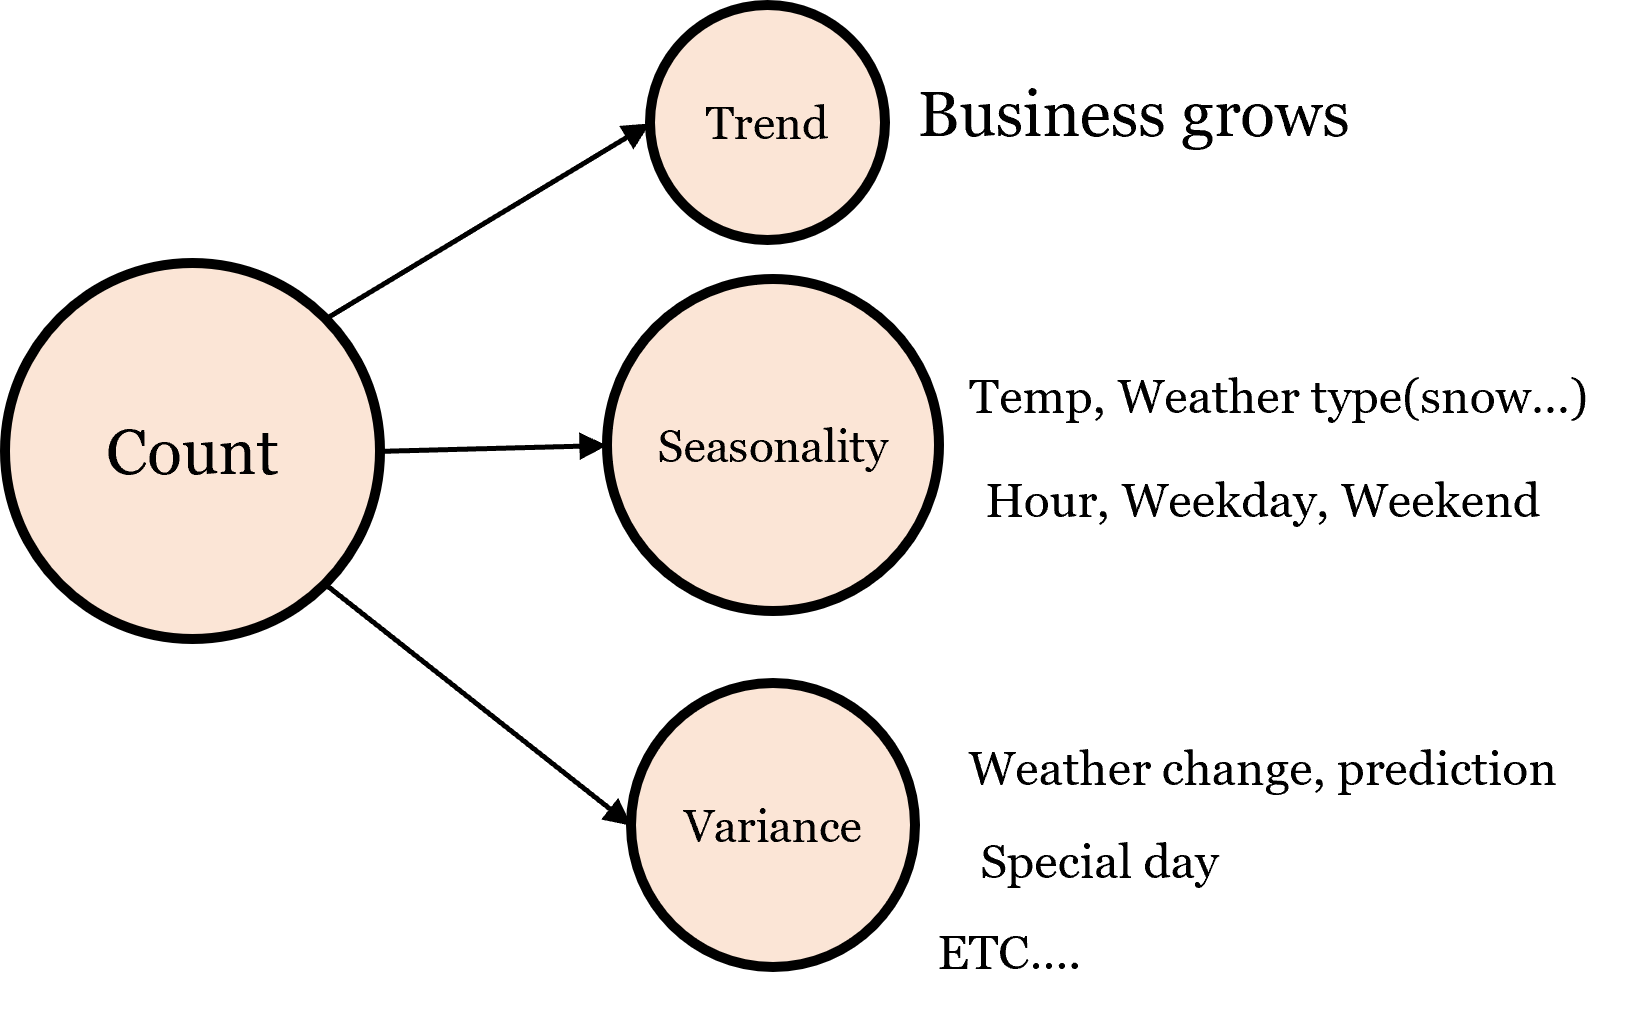 Trend
Business grows
Count
Seasonality
Temp, Weather type(snow...)
Hour, Weekday, Weekend
Variance
Weather change, prediction
Special day
ETC....